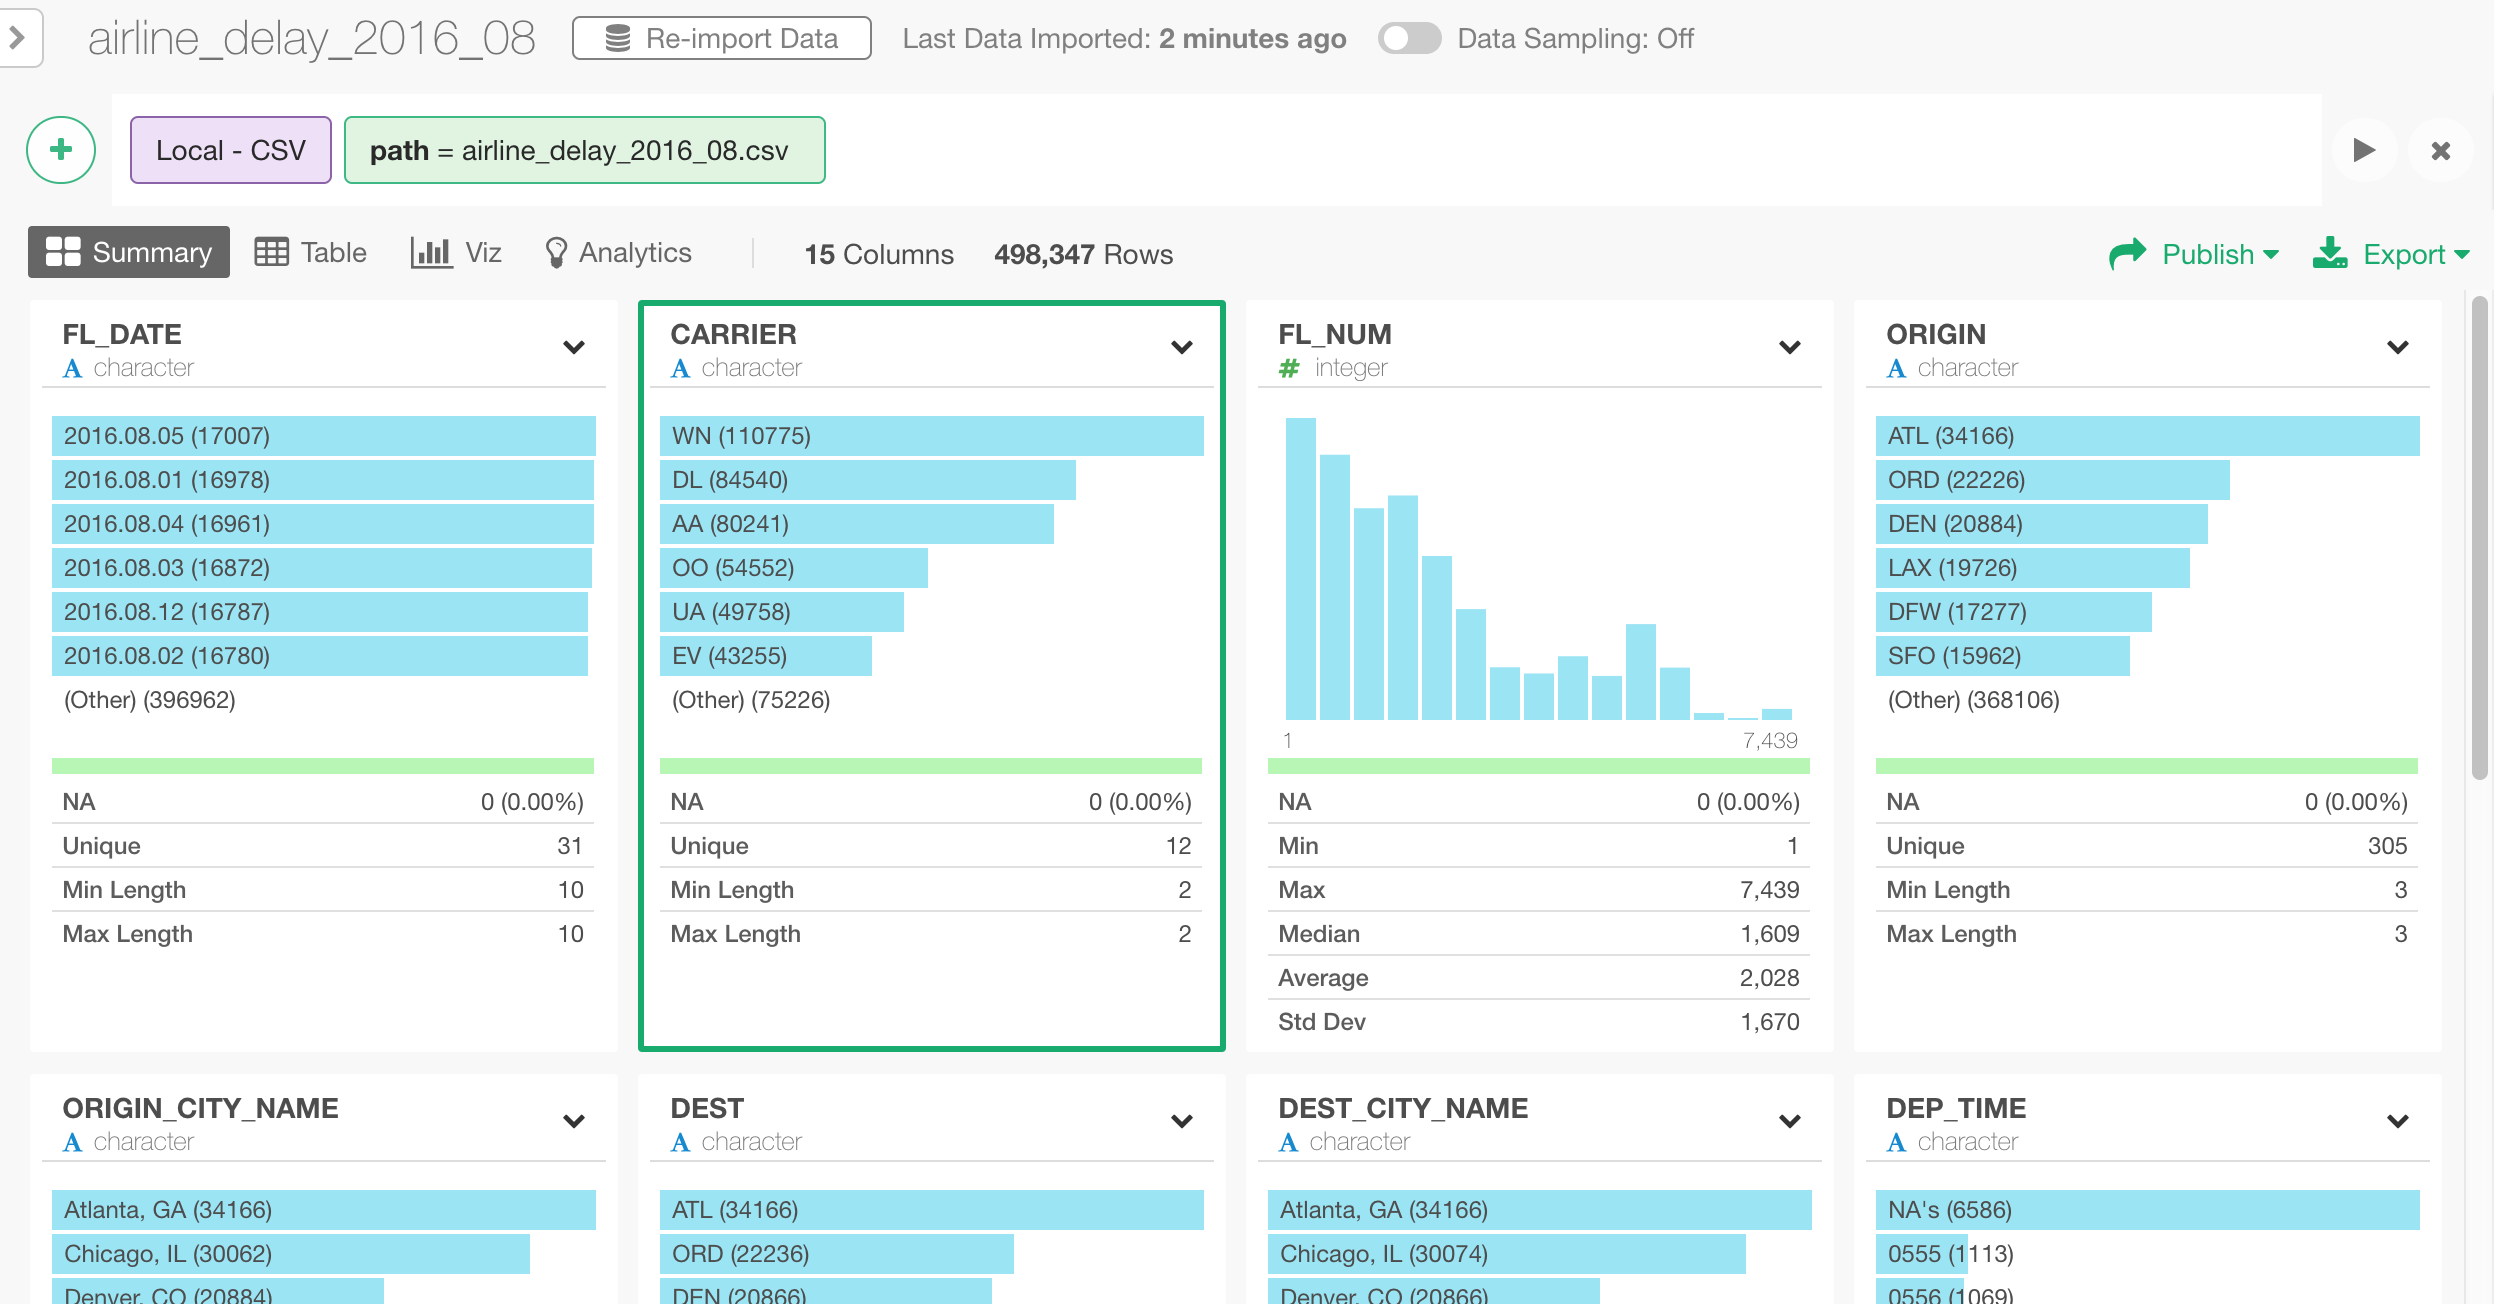 airline_delay_2016_08
Re-import Data
Last Data Imported: 2 minutes ago
Data Sampling: Off
Local - CSV
path = airline_delay_2016_08.csv
Summary
Table
Viz
Analytics
15 Columns
498,347 Rows
Publish
Export
FL_DATE
A character
2016.08.05 (17007)
2016.08.01 (16978)
2016.08.04 (16961)
2016.08.03 (16872)
2016.08.12 (16787)
2016.08.02 (16780)
(Other) (396962)
NA 0 (0.00%)
Unique 31
Min Length 10
Max Length 10
CARRIER
A character
WN (110775)
DL (84540)
AA (80241)
OO (54552)
UA (49758)
EV (43255)
(Other) (75226)
NA 0 (0.00%)
Unique 12
Min Length 2
Max Length 2
FL_NUM
# integer
1 7,439
NA 0 (0.00%)
Min 1
Max 7,439
Median 1,609
Average 2,028
Std Dev 1,670
ORIGIN
A character
ATL (34166)
ORD (22226)
DEN (20884)
LAX (19726)
DFW (17277)
SFO (15962)
(Other) (368106)
NA 0 (0.00%)
Unique 305
Min Length 3
Max Length 3
ORIGIN_CITY_NAME
A character
Atlanta, GA (34166)
Chicago, IL (30062)
Denver, CO (20884)
DEST
A character
ATL (34166)
ORD (22236)
DEN (20866)
DEST_CITY_NAME
A character
Atlanta, GA (34166)
Chicago, IL (30074)
Denver, CO (20866)
DEP_TIME
A character
NA's (6586)
0555 (1113)
0556 (1069)